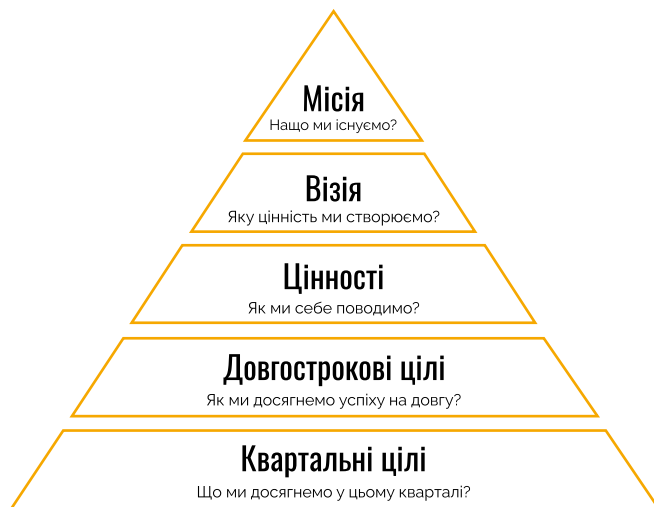 Місія
Нащо ми існуємо?
Візія
Яку цінність ми створюємо?
Цінності
Як ми себе поводимо?
Довгострокові цілі
Як ми досягнемо успіху на довгу?
Квартальні цілі
Що ми досягнемо у цьому кварталі?